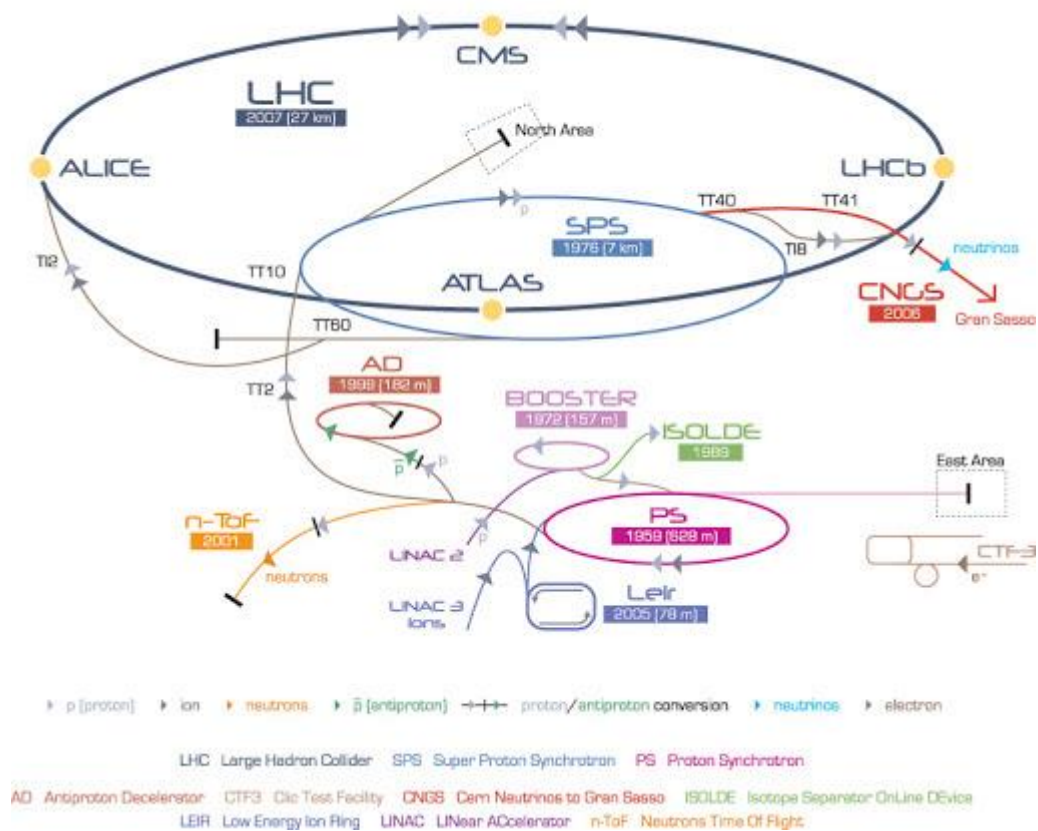 CMS
LHC
2007 (27 km)
North Area
ALICE
LHCb
TT40
TT41
SPS
1976 (7 km)
p
TI8
neutrinos
TI2
TT10
ATLAS
CNGS
2006
Gran Sasso
TT60
AD
1999 (182 m)
TT2
BOOSTER
1972 (157 m)
ISOLDE
1989
p
p̄
East Area
n-ToF
2001
PS
1959 (628 m)
LINAC 2
p
neutrons
CTF-3
e⁻
LINAC 3
Ions
Leir
2005 (78 m)
p (proton) ion neutrons p̄ (antiproton) proton/antiproton conversion neutrinos electron
LHC Large Hadron Collider SPS Super Proton Synchrotron PS Proton Synchrotron
AD Antiproton Decelerator CTF3 Clic Test Facility CNGS Cern Neutrinos to Gran Sasso ISOLDE Isotope Separator OnLine DEvice
LEIR Low Energy Ion Ring LINAC LINear ACcelerator n-ToF Neutrons Time Of Flight